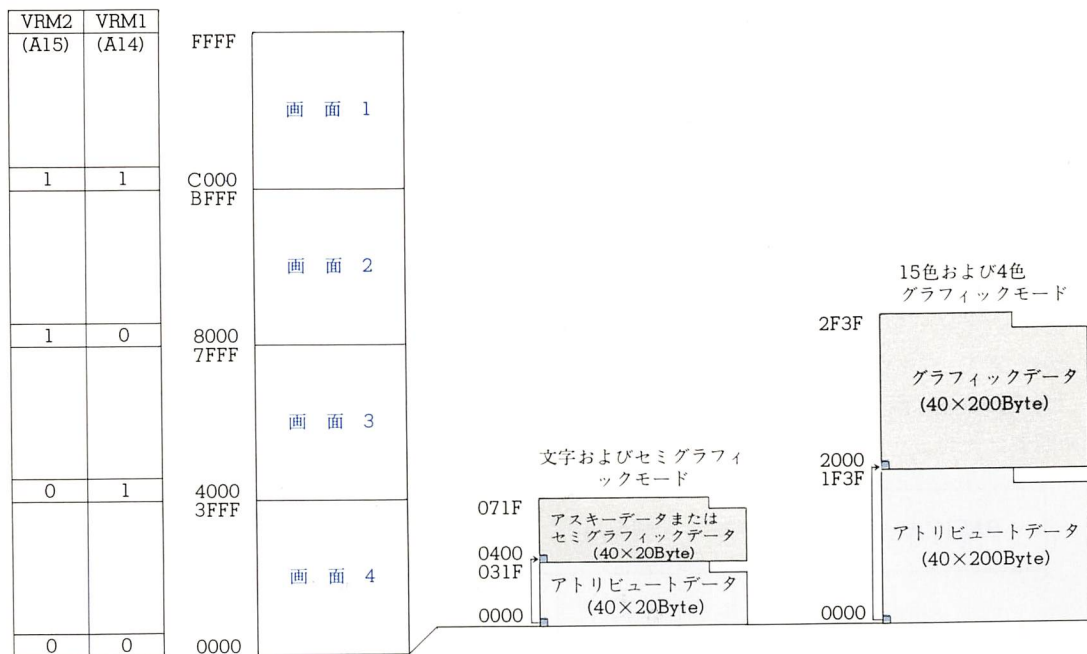 VRM2 VRM1
(A15) (A14)
1 1
1 0
0 1
0 0
FFFF
画面 1
C000
BFFF
画面 2
8000
7FFF
画面 3
4000
3FFF
画面 4
0000
文字およびセミグラフィ
ックモード
071F
アスキーデータまたは
セミグラフィックデータ
(40×20Byte)
0400
031F
アトリビュートデータ
(40×20Byte)
0000
15色および4色
グラフィックモード
2F3F
グラフィックデータ
(40×200Byte)
2000
1F3F
アトリビュートデータ
(40×200Byte)
0000